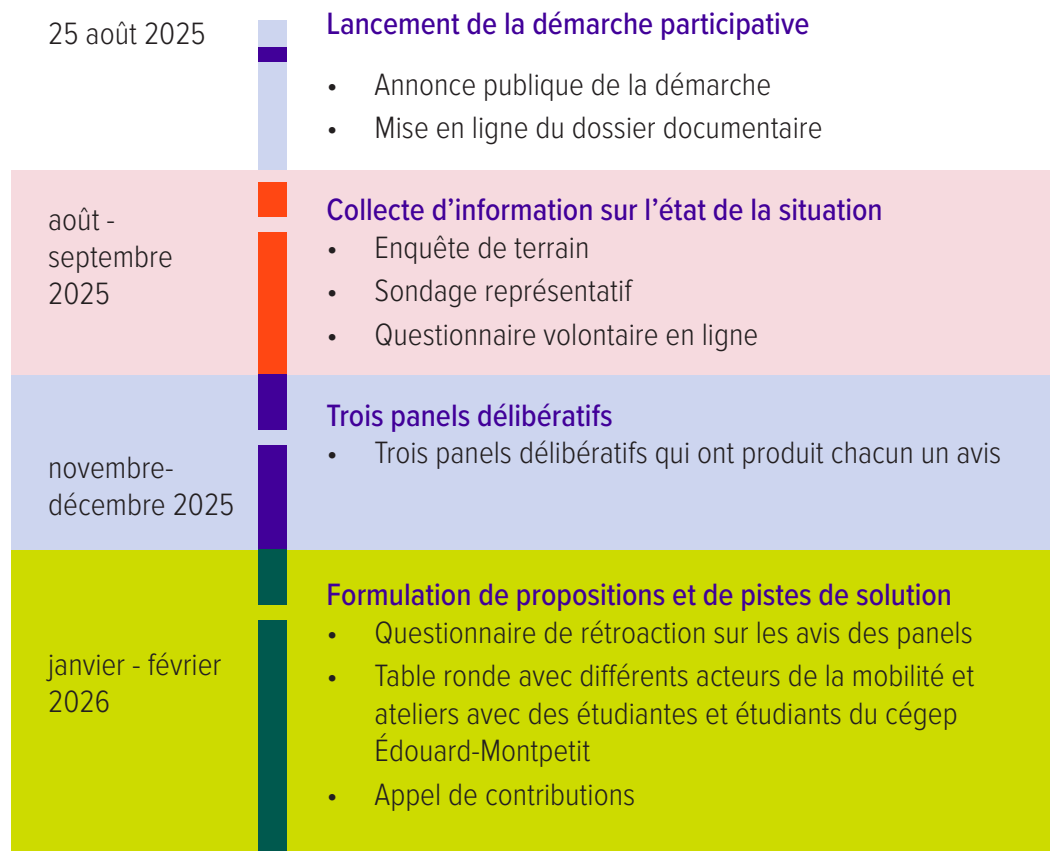 25 août 2025
Lancement de la démarche participative
• Annonce publique de la démarche
• Mise en ligne du dossier documentaire
août -
septembre
2025
Collecte d’information sur l’état de la situation
• Enquête de terrain
• Sondage représentatif
• Questionnaire volontaire en ligne
novembre-
décembre 2025
Trois panels délibératifs
• Trois panels délibératifs qui ont produit chacun un avis
janvier - février
2026
Formulation de propositions et de pistes de solution
• Questionnaire de rétroaction sur les avis des panels
• Table ronde avec différents acteurs de la mobilité et
ateliers avec des étudiantes et étudiants du cégep
Édouard-Montpetit
• Appel de contributions